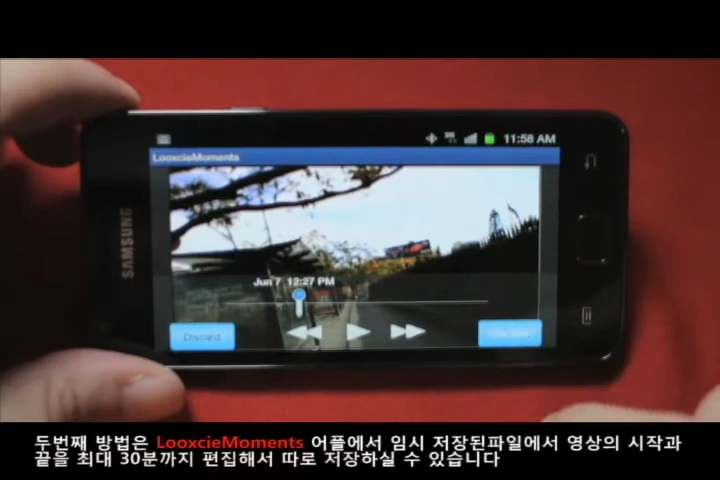 11:58 AM
LooxcieMoments
SAMSUNG
Jun 7 12:27 PM
Discard
두번째 방법은 LooxcieMoments 어플에서 임시 저장된파일에서 영상의 시작과
끝을 최대 30분까지 편집해서 따로 저장하실 수 있습니다